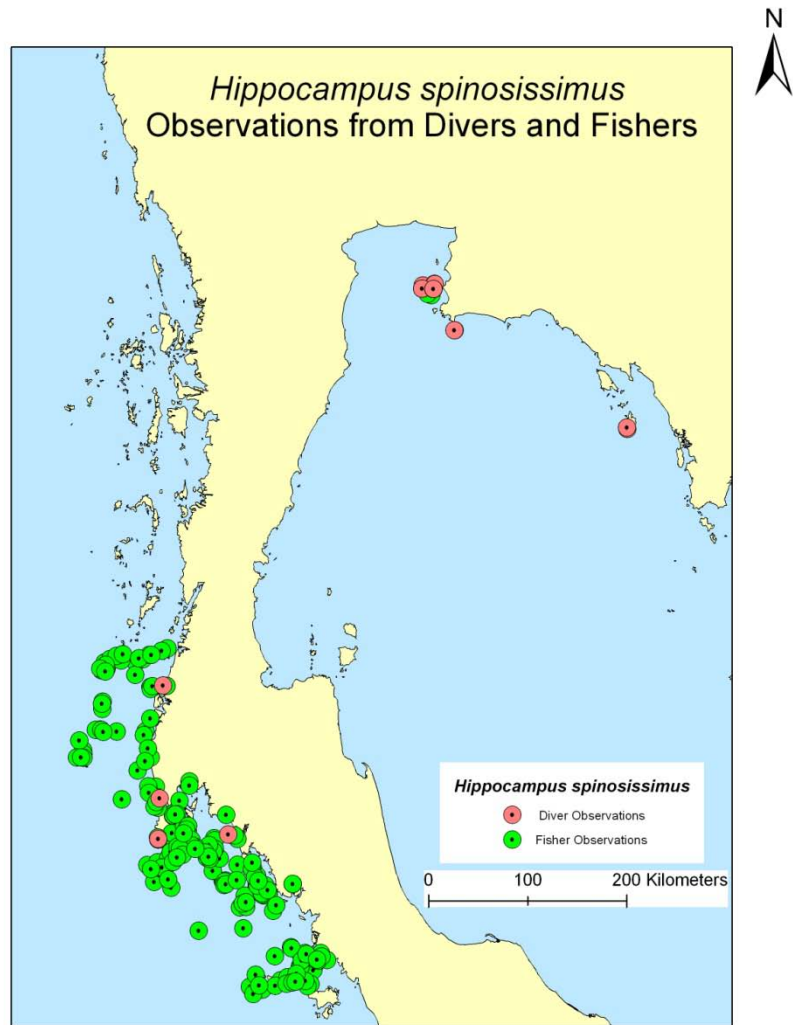 N
Hippocampus spinosissimus
Observations from Divers and Fishers
Hippocampus spinosissimus
Diver Observations
Fisher Observations
0 100 200 Kilometers